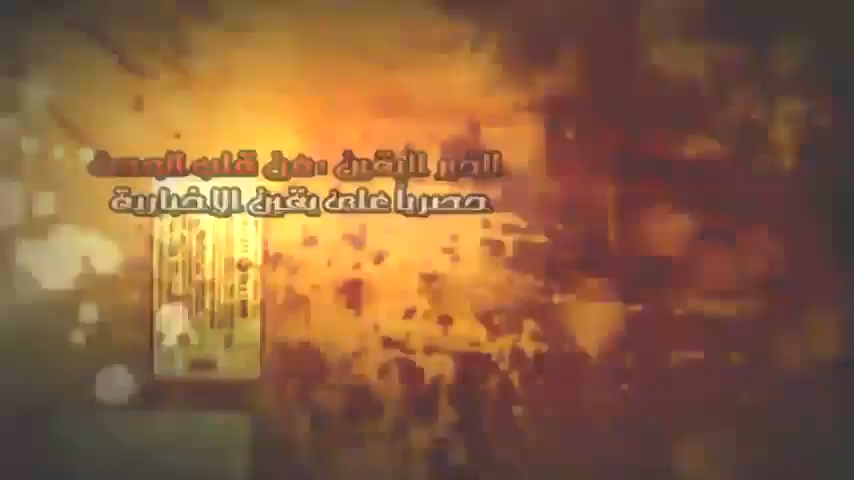 الخبر اليقين من قلب الحدث
حصرياً على يقين الإخبارية